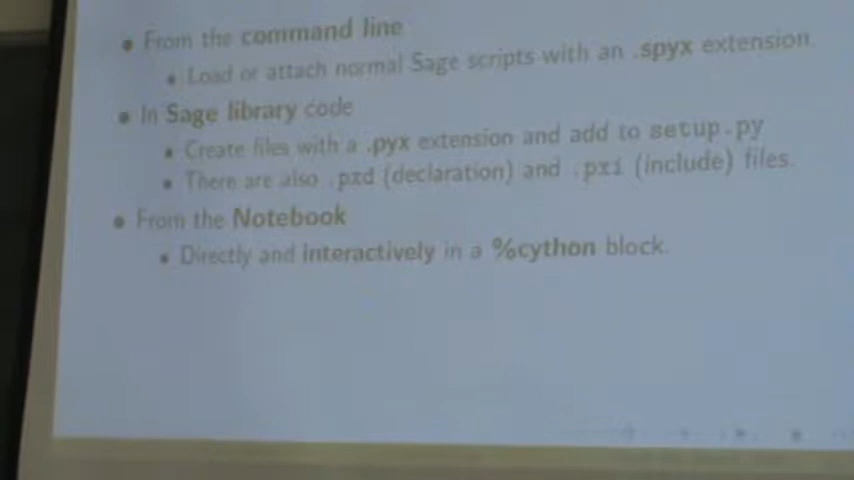 • From the command line
• Load or attach normal Sage scripts with an .spyx extension.
• In Sage library code
• Create files with a .pyx extension and add to setup.py
• There are also .pxd (declaration) and .pxi (include) files.
• From the Notebook
• Directly and interactively in a %cython block.